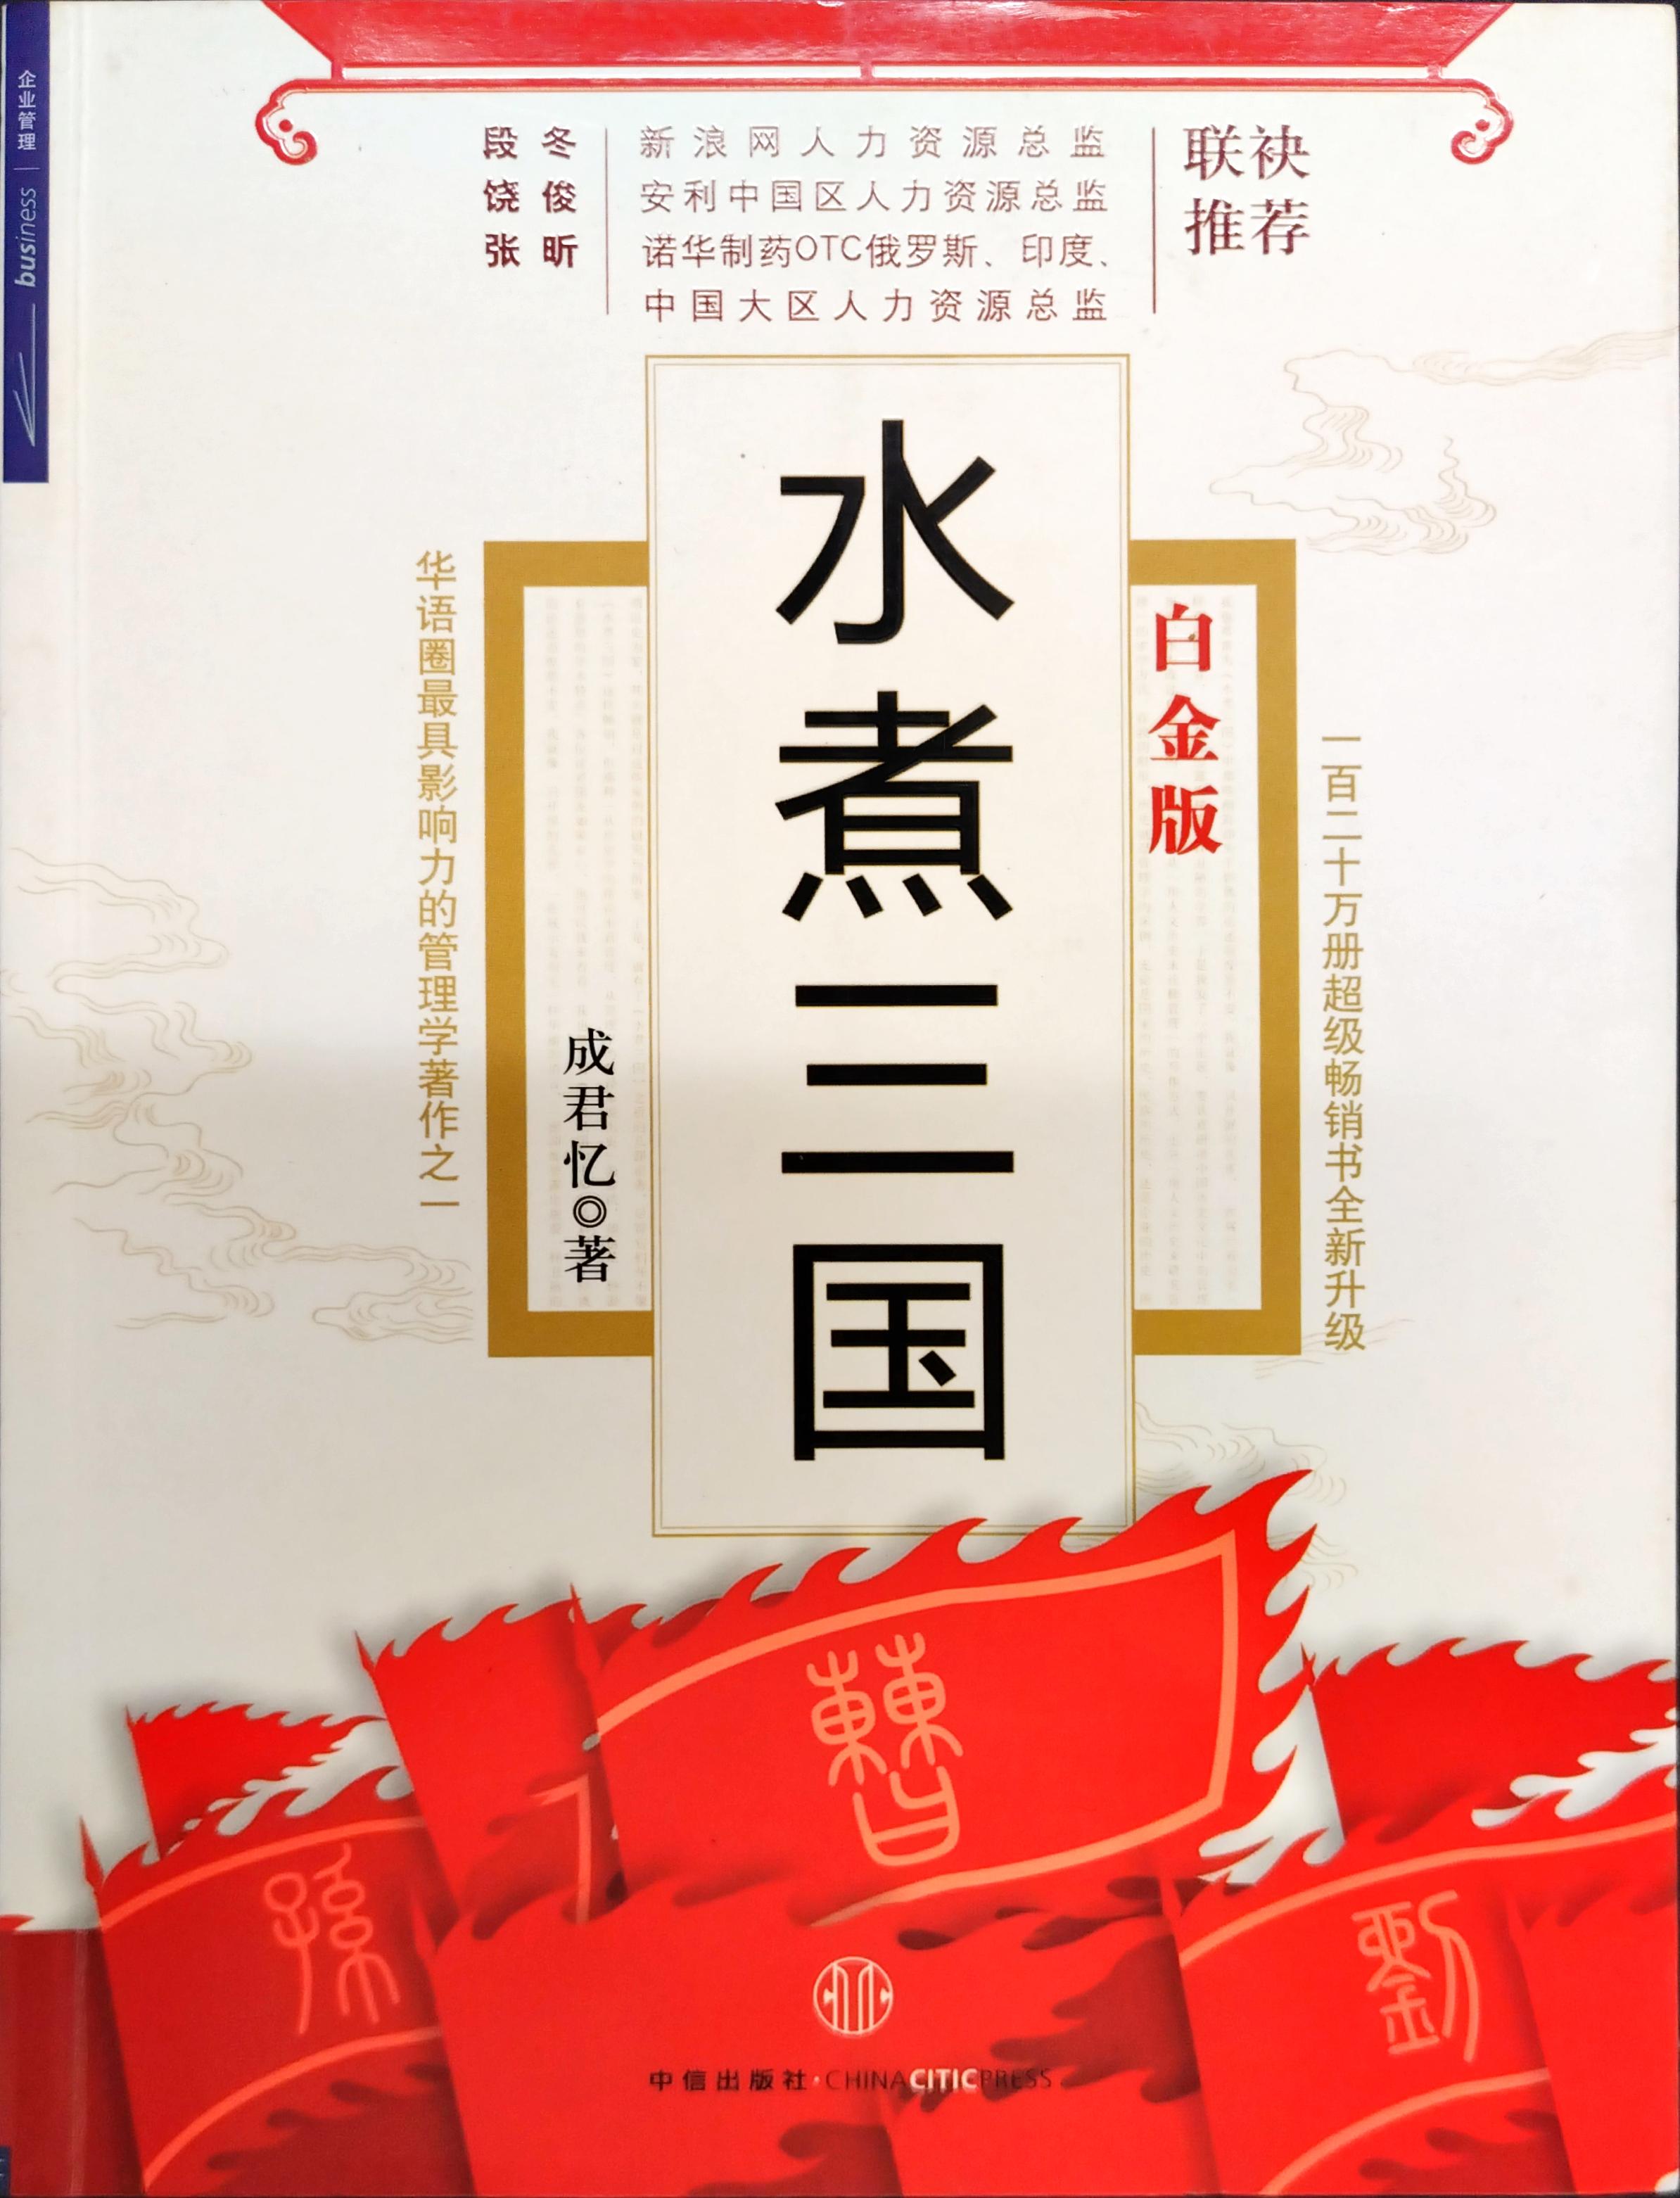 企业管理
business
段冬
新浪网人力资源总监
饶俊
安利中国区人力资源总监
张昕
诺华制药OTC俄罗斯、印度、
中国大区人力资源总监
联袂
推荐
水煮三国
白金版
一百二十万册超级畅销书全新升级
华语圈最具影响力的管理学著作之一
成君忆◎著
曹
孫
劉
中信出版社·CHINACITICPRESS